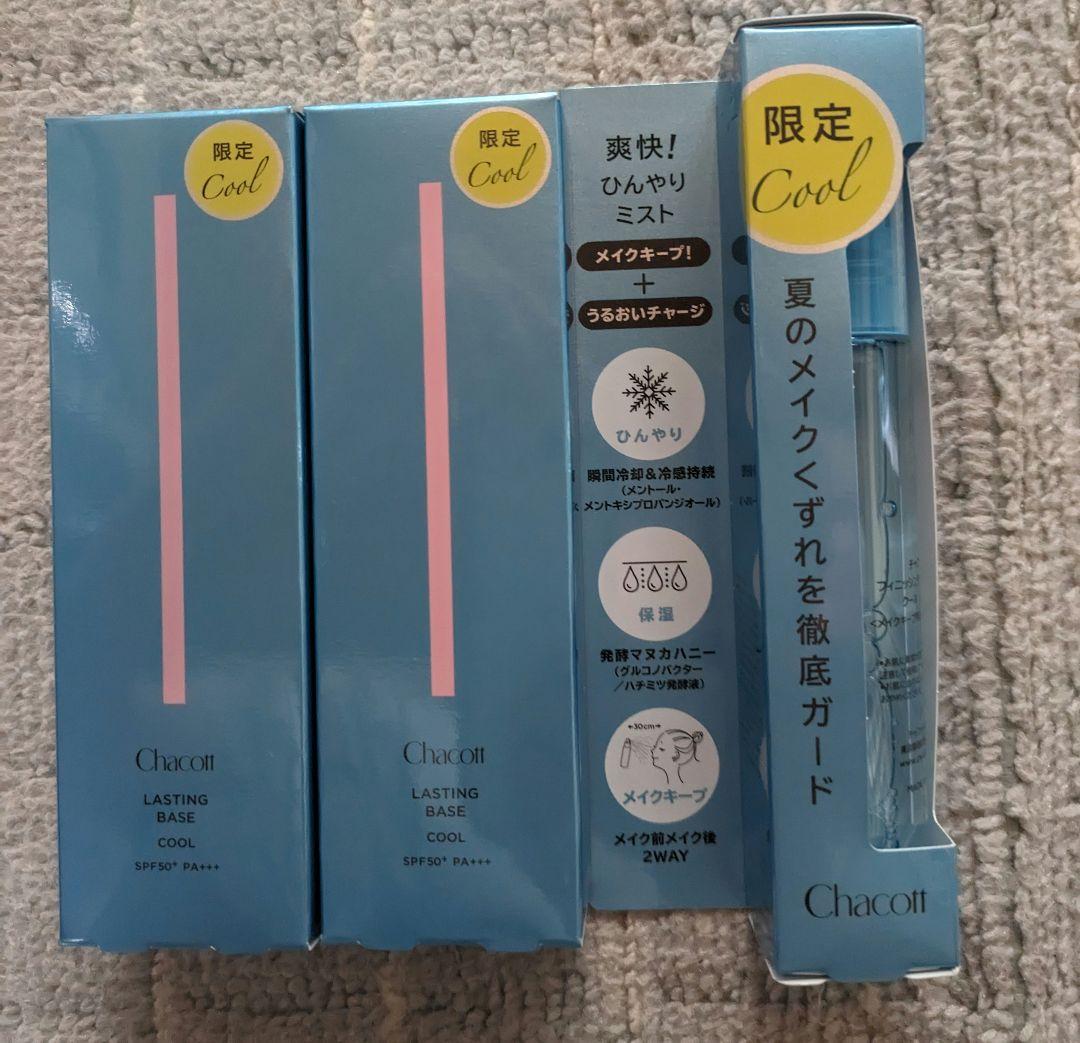 限定
Cool
Chacott
LASTING
BASE
COOL
SPF50+ PA+++
限定
Cool
Chacott
LASTING
BASE
COOL
SPF50+ PA+++
爽快!
ひんやり
ミスト
メイクキープ!
+
うるおいチャージ
ひんやり
瞬間冷却&冷感持続
(メントール・
メントキシプロパンジオール)
保湿
発酵マヌカハニー
(グルコノバクター
/ハチミツ発酵液)
←30cm→
メイクキープ
メイク前メイク後
2WAY
限定
Cool
夏のメイクくずれを徹底ガード
Chacott